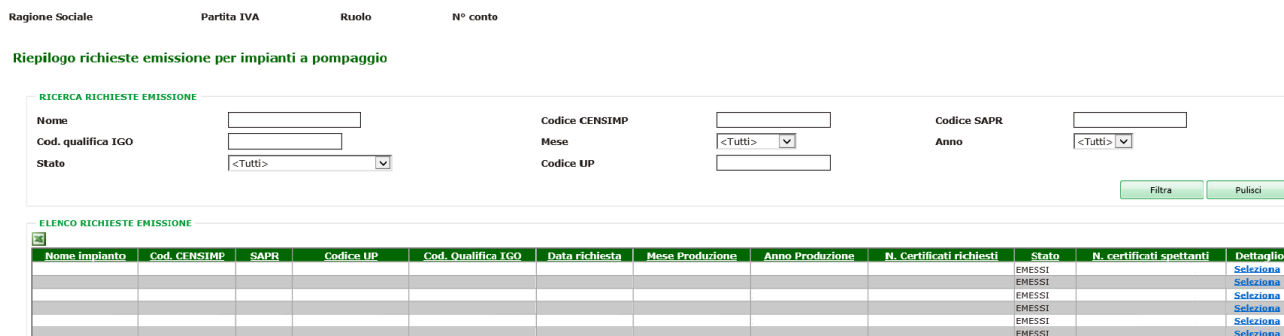 Ragione Sociale Partita IVA Ruolo N° conto
Riepilogo richieste emissione per impianti a pompaggio
RICERCA RICHIESTE EMISSIONE
Nome Codice CENSIMP Codice SAPR
Cod. qualifica IGO Mese <Tutti> Anno <Tutti>
Stato <Tutti> Codice UP
Filtra Pulisci
ELENCO RICHIESTE EMISSIONE
Nome impianto Cod. CENSIMP SAPR Codice UP Cod. Qualifica IGO Data richiesta Mese Produzione Anno Produzione N. Certificati richiesti Stato N. certificati spettanti Dettaglio
EMESSI Seleziona
EMESSI Seleziona
EMESSI Seleziona
EMESSI Seleziona
EMESSI Seleziona
EMESSI Seleziona